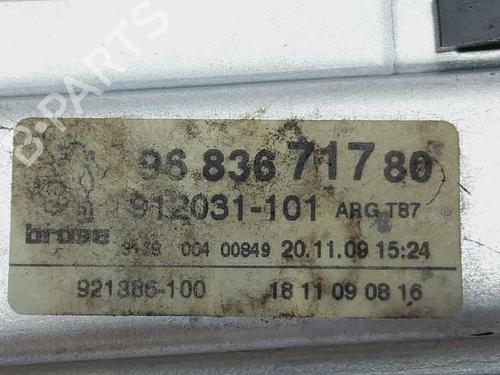 B-PARTS
96 836 717 80
912031-101 ARG T87
brose
004 00849 20.11.09 15:24
921386-100 18 11 09 08 16